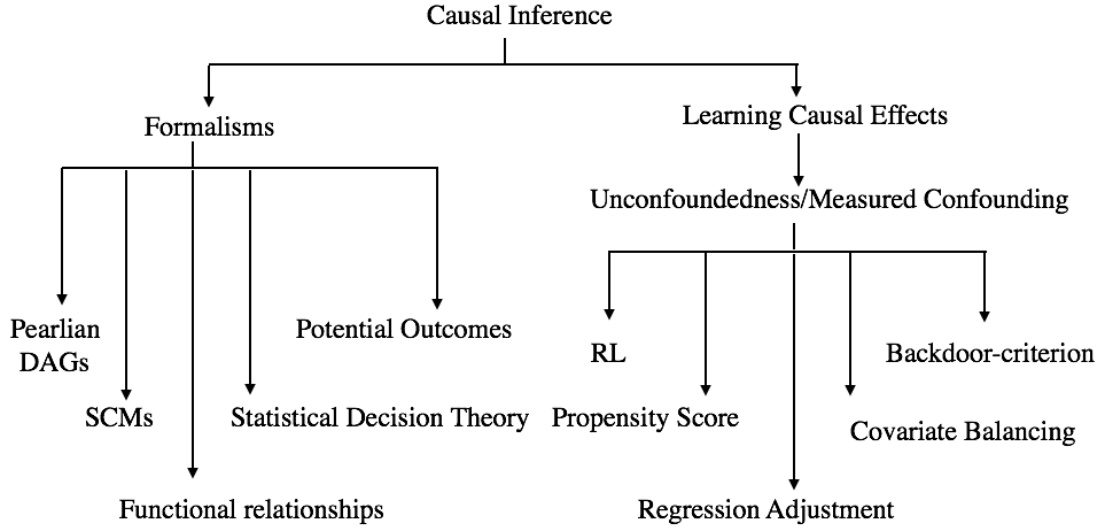 Causal Inference
Formalisms
Learning Causal Effects
Unconfoundedness/Measured Confounding
Pearlian
DAGs
Potential Outcomes
RL
Backdoor-criterion
SCMs
Statistical Decision Theory
Propensity Score
Covariate Balancing
Functional relationships
Regression Adjustment